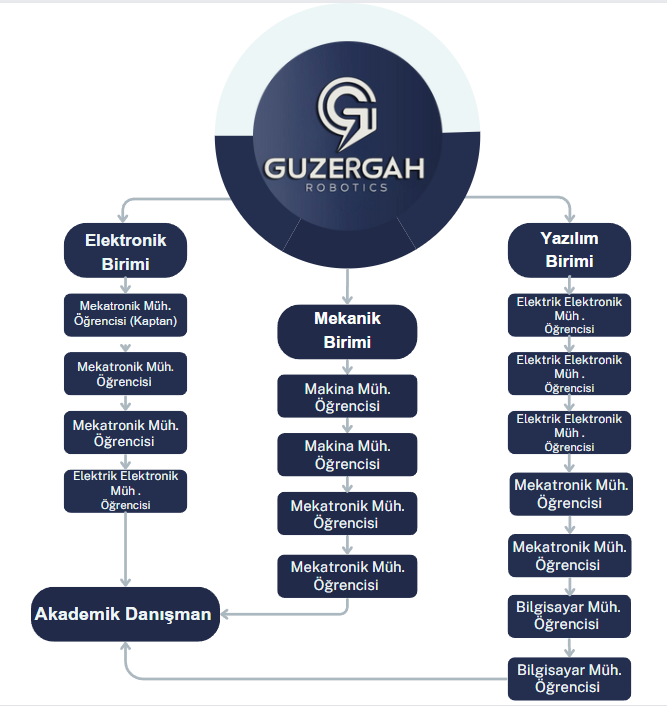 GUZERGAH
ROBOTICS
Elektronik
Birimi
Mekatronik Müh.
Öğrencisi (Kaptan)
Mekatronik Müh.
Öğrencisi
Mekatronik Müh.
Öğrencisi
Elektrik Elektronik
Müh .
Öğrencisi
Mekanik
Birimi
Makina Müh.
Öğrencisi
Makina Müh.
Öğrencisi
Mekatronik Müh.
Öğrencisi
Mekatronik Müh.
Öğrencisi
Yazılım
Birimi
Elektrik Elektronik
Müh .
Öğrencisi
Elektrik Elektronik
Müh .
Öğrencisi
Elektrik Elektronik
Müh .
Öğrencisi
Mekatronik Müh.
Öğrencisi
Mekatronik Müh.
Öğrencisi
Bilgisayar Müh.
Öğrencisi
Bilgisayar Müh.
Öğrencisi
Akademik Danışman